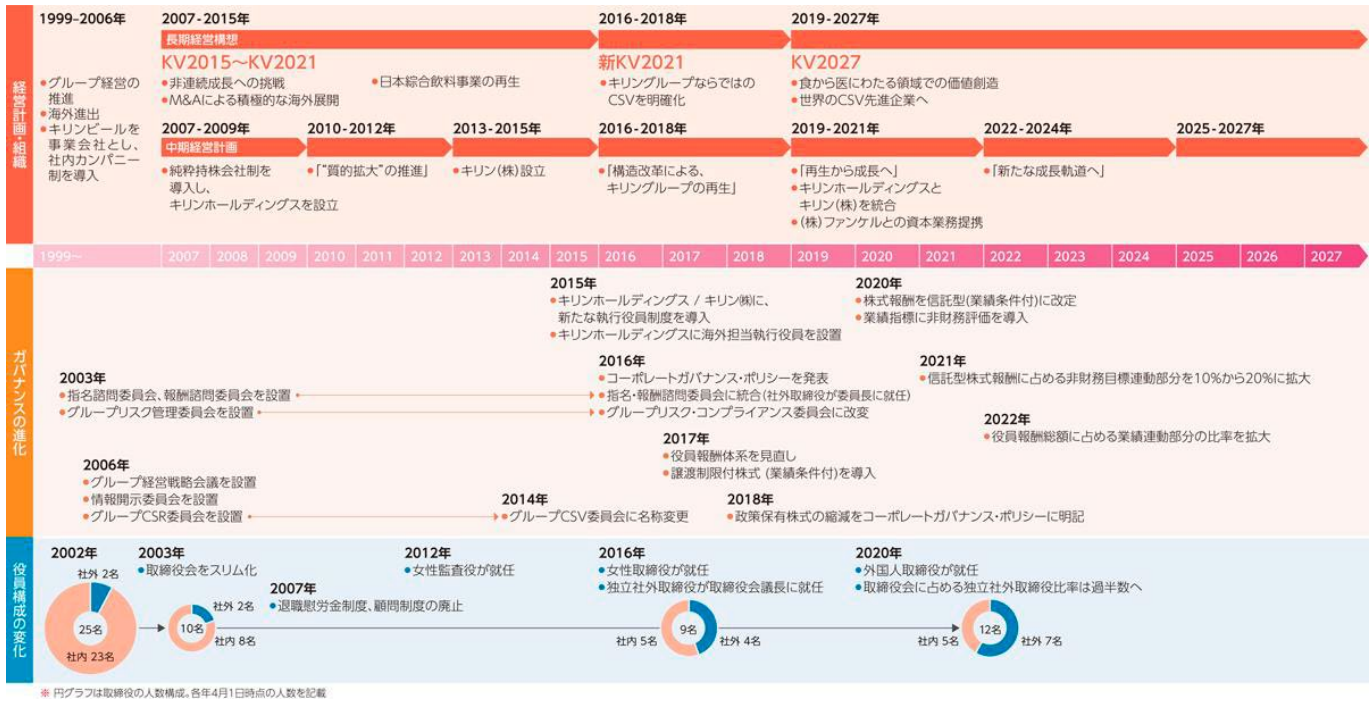 経営計画・組織
1999–2006年
●グループ経営の
推進
●海外進出
●キリンビールを
事業会社とし、
社内カンパニー
制を導入
2007-2015年
2016-2018年
2019-2027年
長期経営構想
KV2015～KV2021
●非連続成長への挑戦
●M&Aによる積極的な海外展開
●日本綜合飲料事業の再生
新KV2021
●キリングループならではの
CSVを明確化
KV2027
●食から医にわたる領域での価値創造
●世界のCSV先進企業へ
2007-2009年
2010-2012年
2013-2015年
2016-2018年
2019-2021年
2022-2024年
2025-2027年
中期経営計画
●純粋持株会社制を
導入し、
キリンホールディングスを設立
●「"質的拡大"の推進」
●キリン(株)設立
●「構造改革による、
キリングループの再生」
●「再生から成長へ」
●キリンホールディングスと
キリン(株)を統合
●(株)ファンケルとの資本業務提携
●「新たな成長軌道へ」
1999～ 2007 2008 2009 2010 2011 2012 2013 2014 2015 2016 2017 2018 2019 2020 2021 2022 2023 2024 2025 2026 2027
ガバナンスの進化
2003年
●指名諮問委員会、報酬諮問委員会を設置
●グループリスク管理委員会を設置
2006年
●グループ経営戦略会議を設置
●情報開示委員会を設置
●グループCSR委員会を設置
2014年
●グループCSV委員会に名称変更
2015年
●キリンホールディングス / キリン㈱に、
新たな執行役員制度を導入
●キリンホールディングスに海外担当執行役員を設置
2016年
●コーポレートガバナンス・ポリシーを発表
●指名・報酬諮問委員会に統合(社外取締役が委員長に就任)
●グループリスク・コンプライアンス委員会に改変
2017年
●役員報酬体系を見直し
●譲渡制限付株式 (業績条件付)を導入
2018年
●政策保有株式の縮減をコーポレートガバナンス・ポリシーに明記
2020年
●株式報酬を信託型(業績条件付)に改定
●業績指標に非財務評価を導入
2021年
●信託型株式報酬に占める非財務目標連動部分を10%から20%に拡大
2022年
●役員報酬総額に占める業績連動部分の比率を拡大
役員構成の変化
2002年
社外 2名
25名
社内 23名
2003年
●取締役会をスリム化
社外 2名
10名
社内 8名
2007年
●退職慰労金制度、顧問制度の廃止
2012年
●女性監査役が就任
2016年
●女性取締役が就任
●独立社外取締役が取締役会議長に就任
社内 5名
9名
社外 4名
2020年
●外国人取締役が就任
●取締役会に占める独立社外取締役比率は過半数へ
社内 5名
12名
社外 7名
※ 円グラフは取締役の人数構成。各年4月1日時点の人数を記載